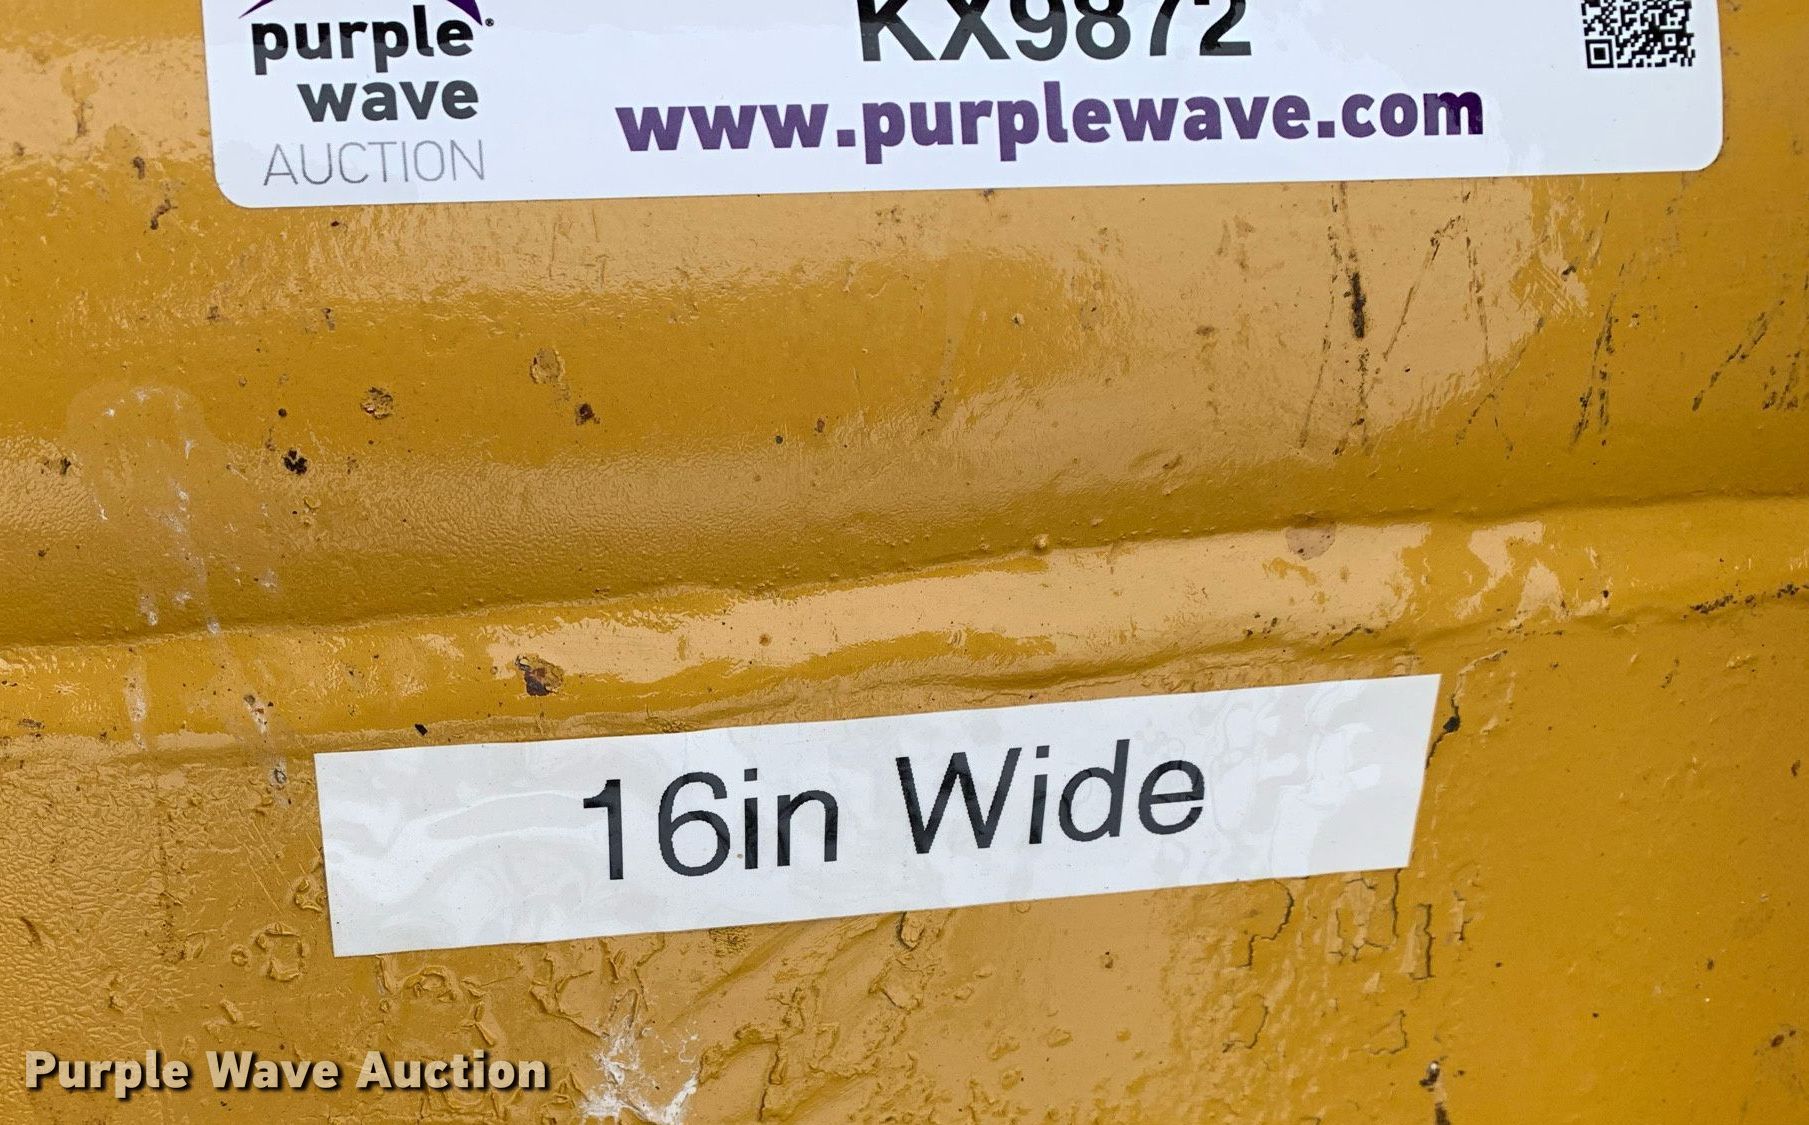 purple
wave
AUCTION
KX9872
www.purplewave.com
16in Wide
Purple Wave Auction